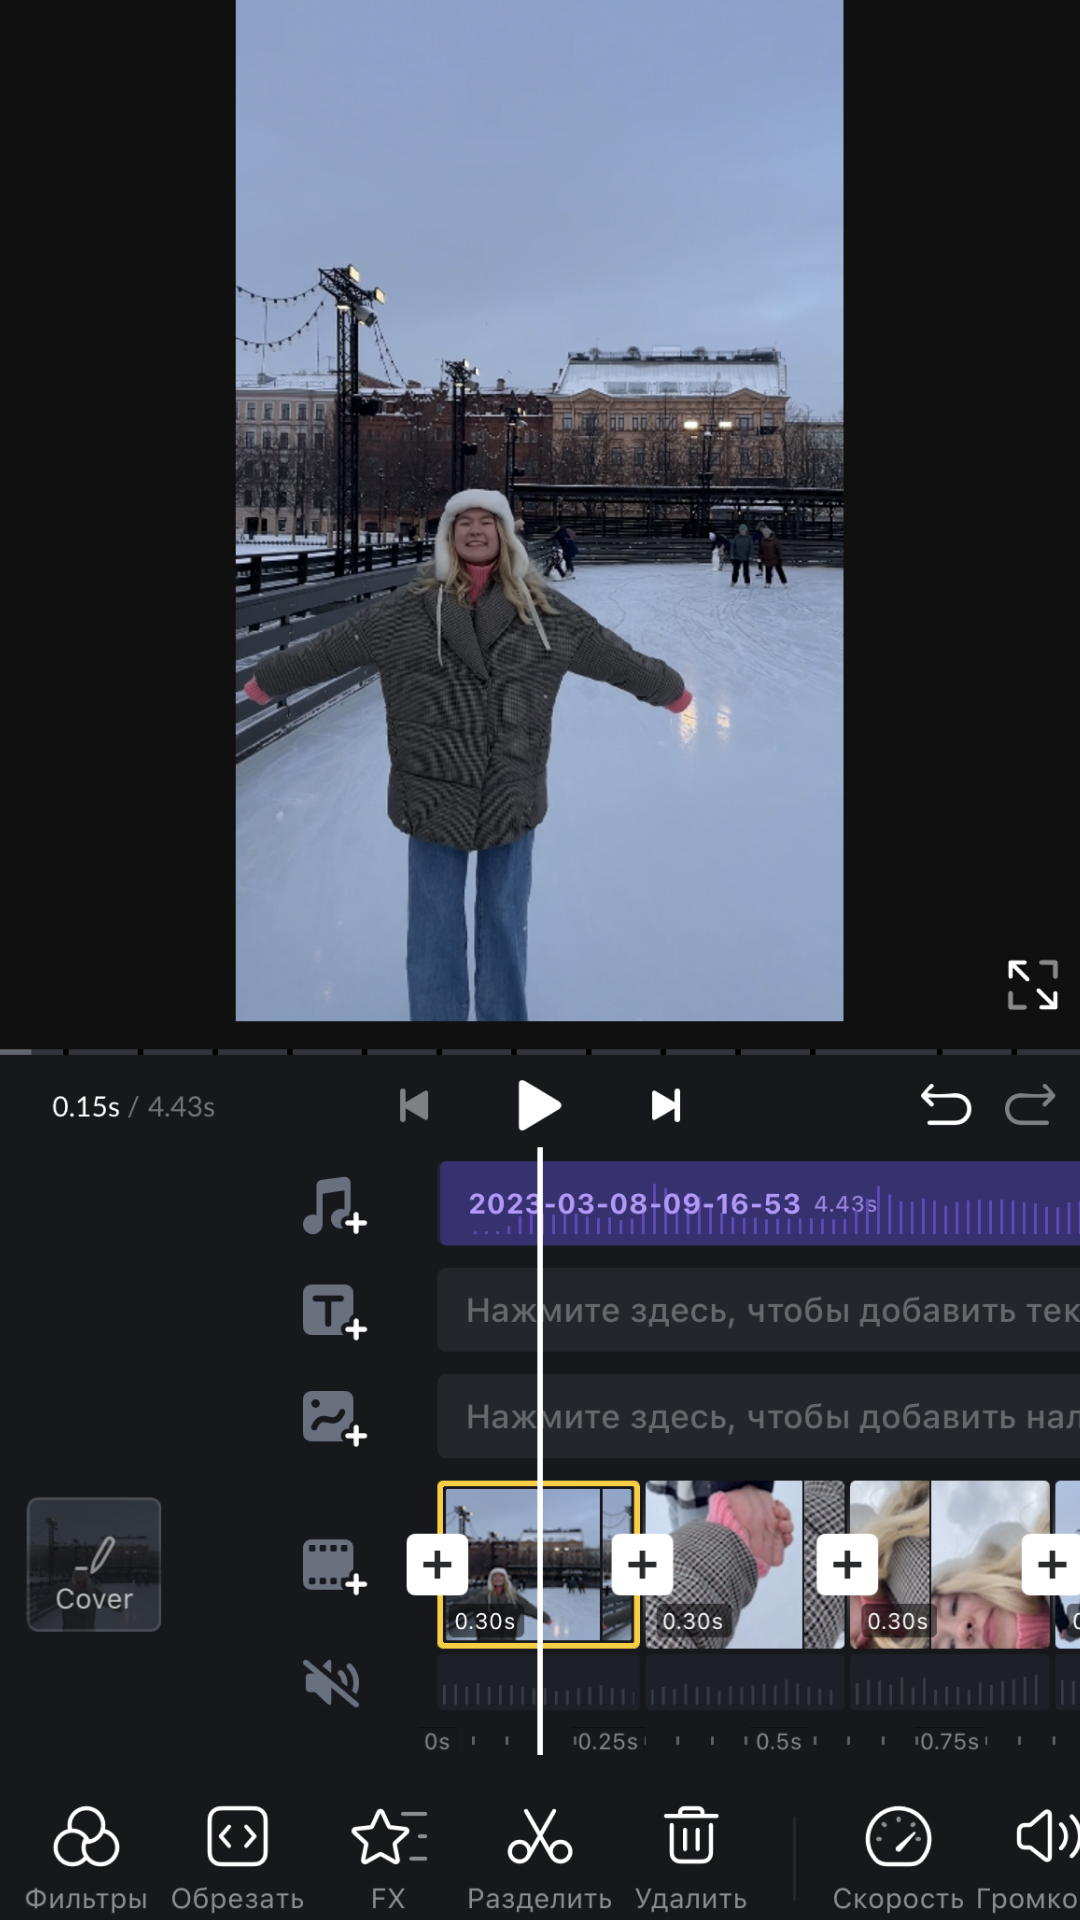 0.15s / 4.43s
2023-03-08-09-16-53 4.43s
Нажмите здесь, чтобы добавить тек
Нажмите здесь, чтобы добавить нал
Cover
0.30s 0.30s 0.30s 0
0s 0.25s 0.5s 0.75s
Фильтры Обрезать FX Разделить Удалить Скорость Громко